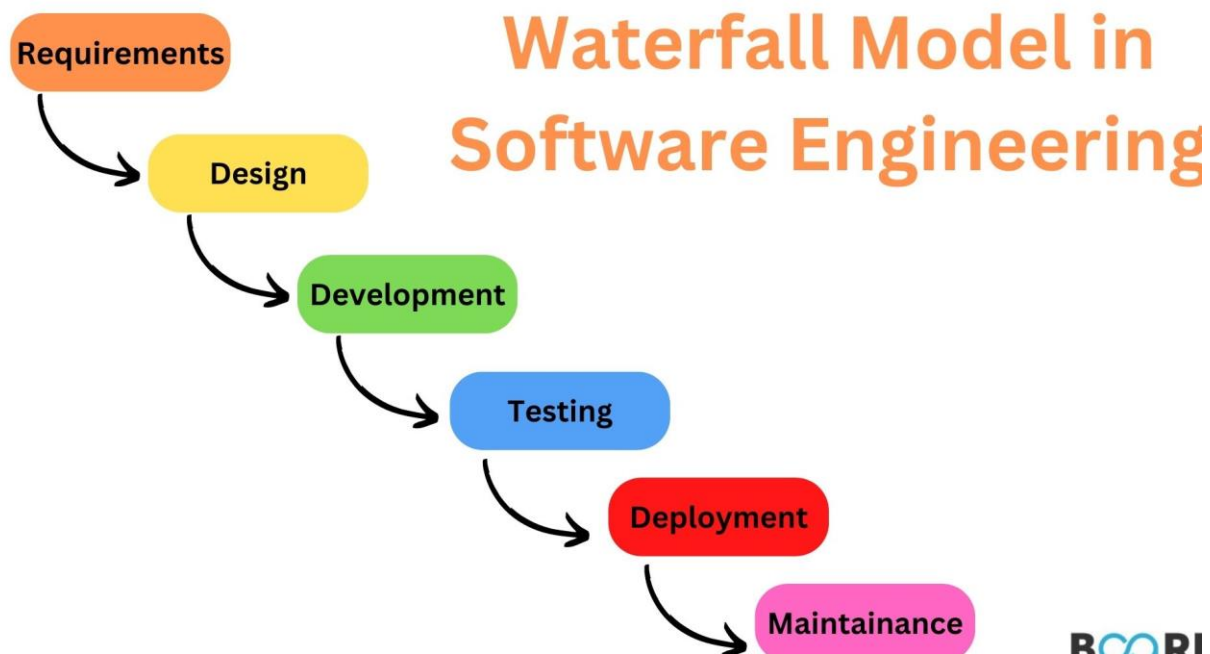 Waterfall Model in
Software Engineering
Requirements
Design
Development
Testing
Deployment
Maintainance